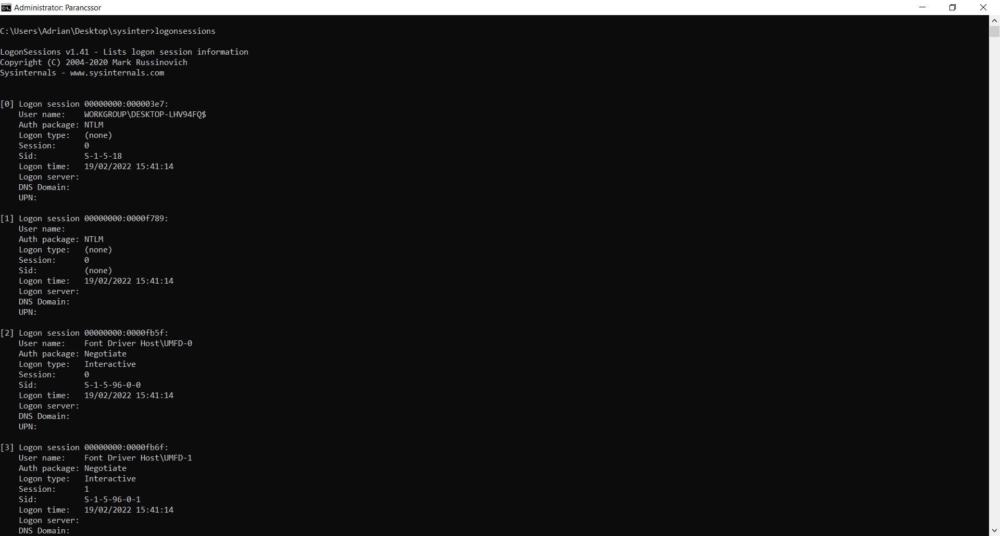 Administrator: Parancssor
C:\Users\Adrian\Desktop\sysinter>logonsessions
LogonSessions v1.41 - Lists logon session information
Copyright (C) 2004-2020 Mark Russinovich
Sysinternals - www.sysinternals.com
[0] Logon session 00000000:000003e7:
User name:    WORKGROUP\DESKTOP-LHV94FQ$
Auth package: NTLM
Logon type:   (none)
Session:      0
Sid:          S-1-5-18
Logon time:   19/02/2022 15:41:14
Logon server:
DNS Domain:
UPN:
[1] Logon session 00000000:0000f789:
User name:
Auth package: NTLM
Logon type:   (none)
Session:      0
Sid:          (none)
Logon time:   19/02/2022 15:41:14
Logon server:
DNS Domain:
UPN:
[2] Logon session 00000000:0000fb5f:
User name:    Font Driver Host\UMFD-0
Auth package: Negotiate
Logon type:   Interactive
Session:      0
Sid:          S-1-5-96-0-0
Logon time:   19/02/2022 15:41:14
Logon server:
DNS Domain:
UPN:
[3] Logon session 00000000:0000fb6f:
User name:    Font Driver Host\UMFD-1
Auth package: Negotiate
Logon type:   Interactive
Session:      1
Sid:          S-1-5-96-0-1
Logon time:   19/02/2022 15:41:14
Logon server:
DNS Domain: